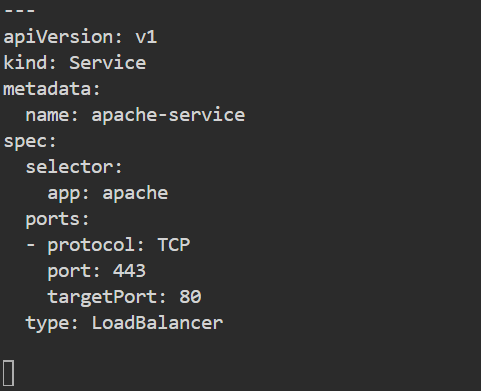 ---
apiVersion: v1
kind: Service
metadata:
  name: apache-service
spec:
  selector:
    app: apache
  ports:
  - protocol: TCP
    port: 443
    targetPort: 80
  type: LoadBalancer